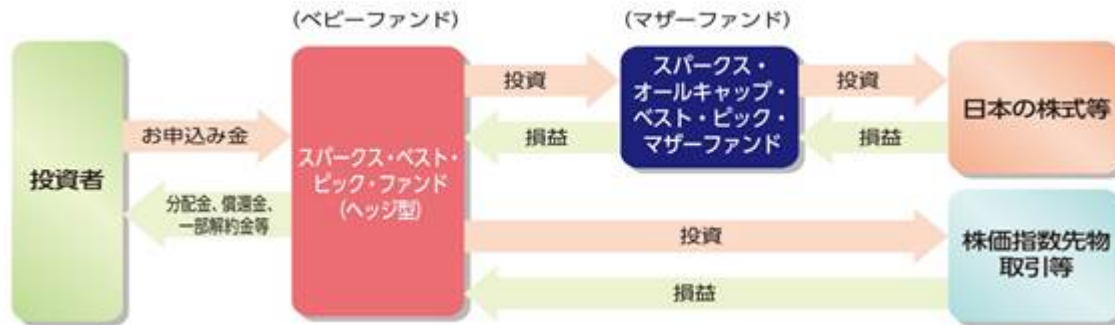 (ベビーファンド)
(マザーファンド)
投資者
お申込み金
分配金、償還金、
一部解約金等
スパークス・ベスト・
ピック・ファンド
(ヘッジ型)
投資
損益
スパークス・
オールキャップ・
ベスト・ピック・
マザーファンド
投資
損益
日本の株式等
投資
損益
株価指数先物
取引等